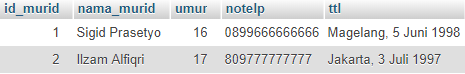 id_murid nama_murid umur notelp ttl
1 Sigid Prasetyo 16 0899666666666 Magelang, 5 Juni 1998
2 Ilzam Alfiqri 17 809777777777 Jakarta, 3 Juli 1997